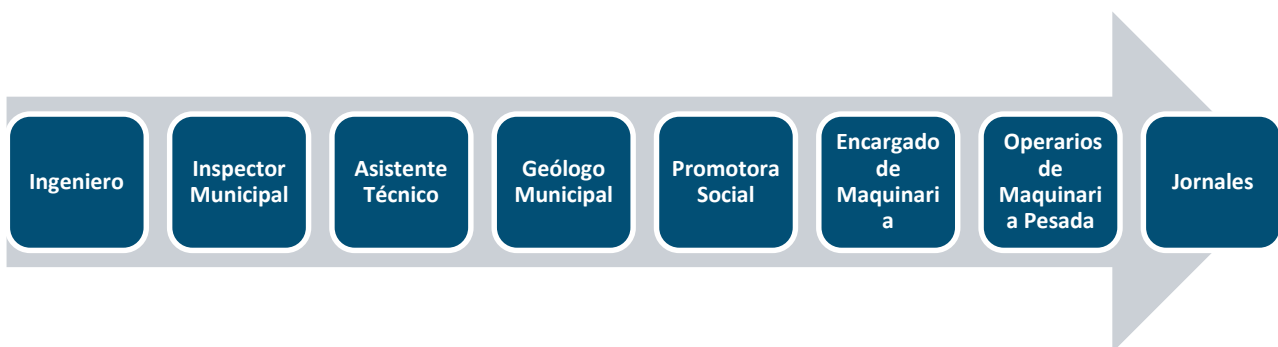 Ingeniero
Inspector
Municipal
Asistente
Técnico
Geólogo
Municipal
Promotora
Social
Encargado
de
Maquinari
a
Operarios
de
Maquinari
a Pesada
Jornales